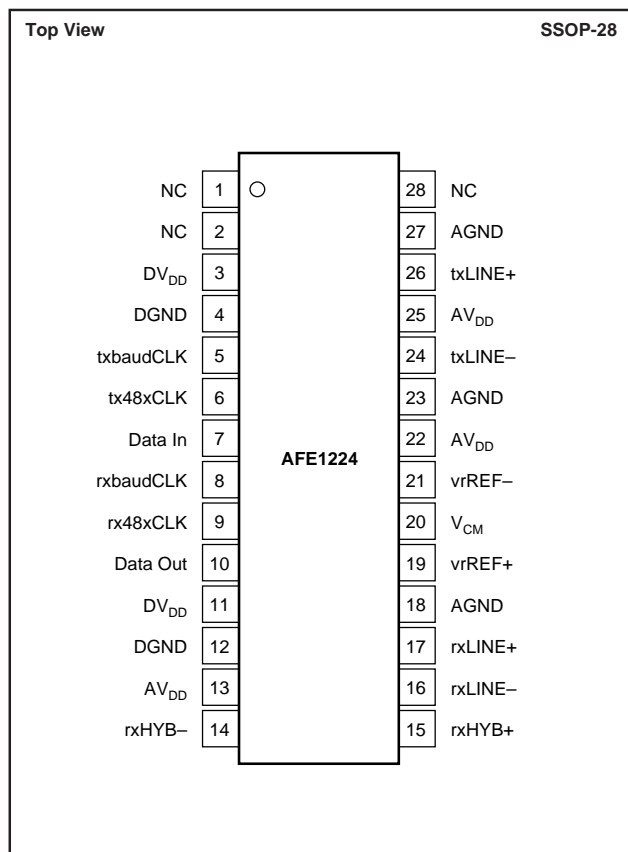 Top View SSOP-28
NC 1 28 NC
NC 2 27 AGND
DVDD 3 26 txLINE+
DGND 4 25 AVDD
txbaudCLK 5 24 txLINE–
tx48xCLK 6 23 AGND
Data In 7 22 AVDD
AFE1224
rxbaudCLK 8 21 vrREF–
rx48xCLK 9 20 VCM
Data Out 10 19 vrREF+
DVDD 11 18 AGND
DGND 12 17 rxLINE+
AVDD 13 16 rxLINE–
rxHYB– 14 15 rxHYB+